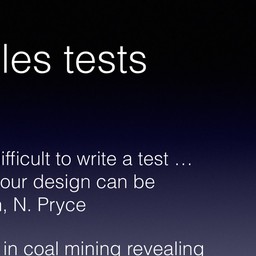 les tests
ifficult to write a test …
our design can be
, N. Pryce
in coal mining revealing